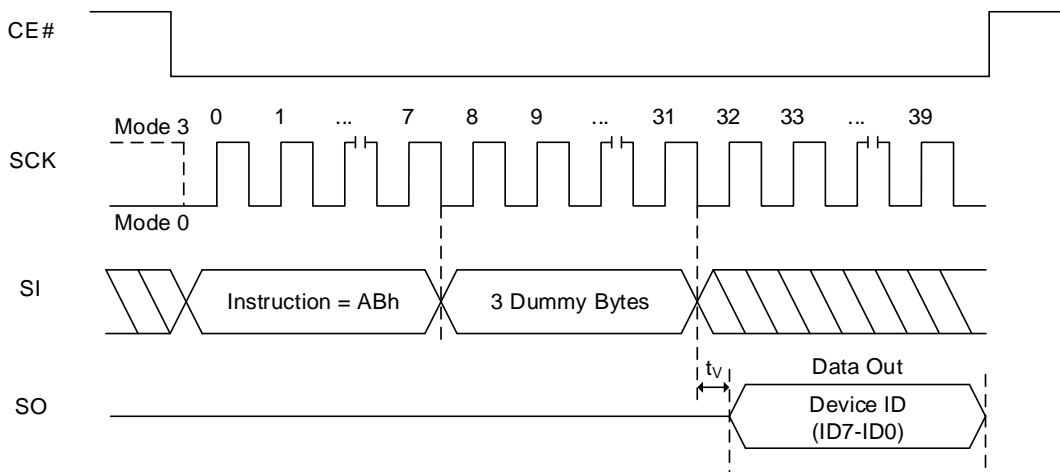 CE#
0 1 ... 7 8 9 ... 31 32 33 ... 39
Mode 3
SCK
Mode 0
SI
Instruction = ABh
3 Dummy Bytes
tV
Data Out
SO
Device ID
(ID7-ID0)